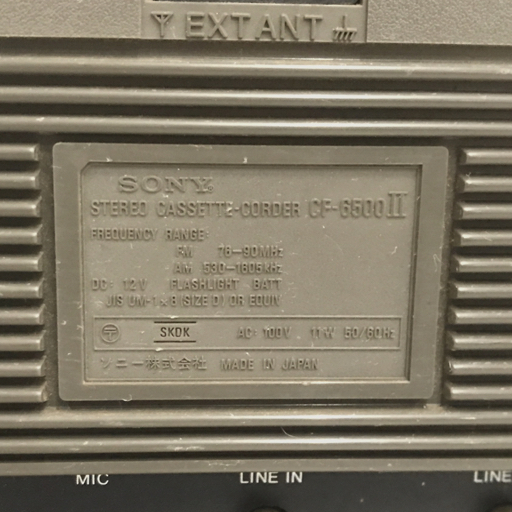 EXT ANT
SONY
STEREO CASSETTE-CORDER CF-6500II
FREQUENCY RANGE
FM 76-90MHz
AM 530-1605kHz
DC: 12V FLASHLIGHT BATT
JIS UM-1×8 (SIZE D) OR EQUIV.
〒 SKDK AC: 100V 11W 50/60Hz
ソニー株式会社 MADE IN JAPAN
MIC LINE IN LINE